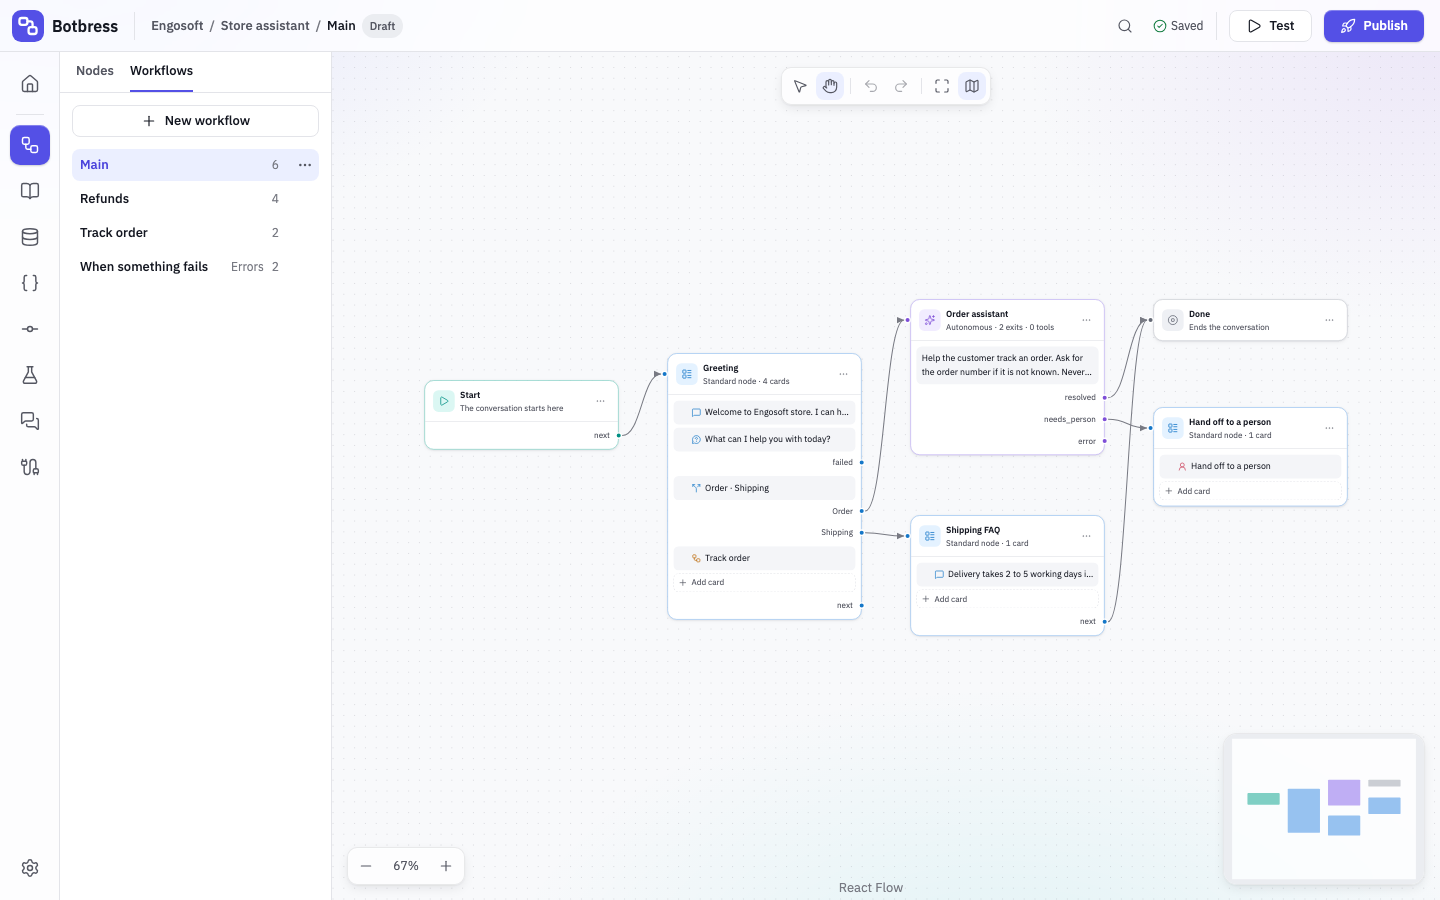 Botbress
Engosoft / Store assistant / Main Draft
Saved
Test
Publish
Nodes Workflows
New workflow
Main 6
Refunds 4
Track order 2
When something fails Errors 2
Start
The conversation starts here
next
Greeting
Standard node · 4 cards
Welcome to Engosoft store. I can h...
What can I help you with today?
failed
Order · Shipping
Order
Shipping
Track order
Add card
next
Order assistant
Autonomous · 2 exits · 0 tools
Help the customer track an order. Ask for
the order number if it is not known. Never...
resolved
needs_person
error
Shipping FAQ
Standard node · 1 card
Delivery takes 2 to 5 working days i...
Add card
next
Done
Ends the conversation
Hand off to a person
Standard node · 1 card
Hand off to a person
Add card
67%
React Flow